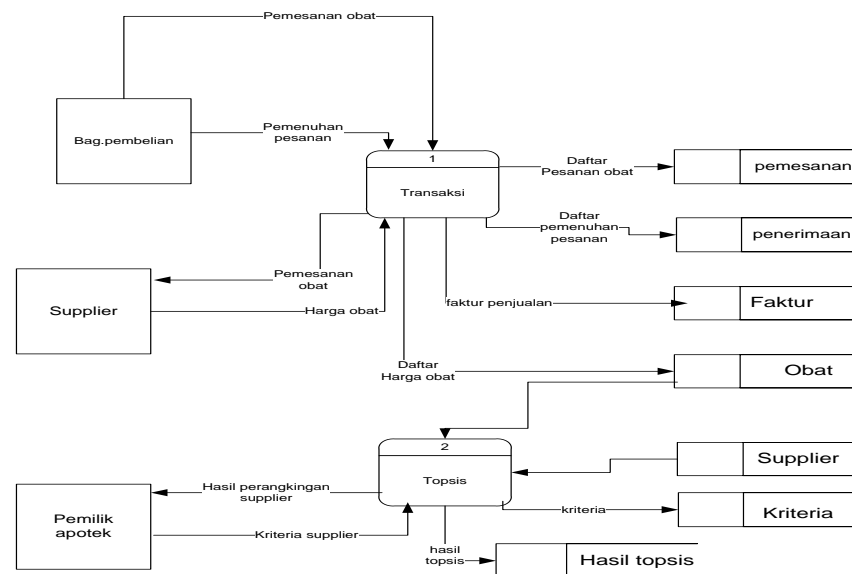 Pemesanan obat
Bag.pembelian
Pemenuhan
pesanan
1
Transaksi
Daftar
Pesanan obat
pemesanan
Daftar
pemenuhan
pesanan
penerimaan
Pemesanan
obat
Supplier
Harga obat
faktur penjualan
Faktur
Daftar
Harga obat
Obat
2
Topsis
Supplier
Hasil perangkingan
supplier
Pemilik
apotek
Kriteria supplier
kriteria
Kriteria
hasil
topsis
Hasil topsis